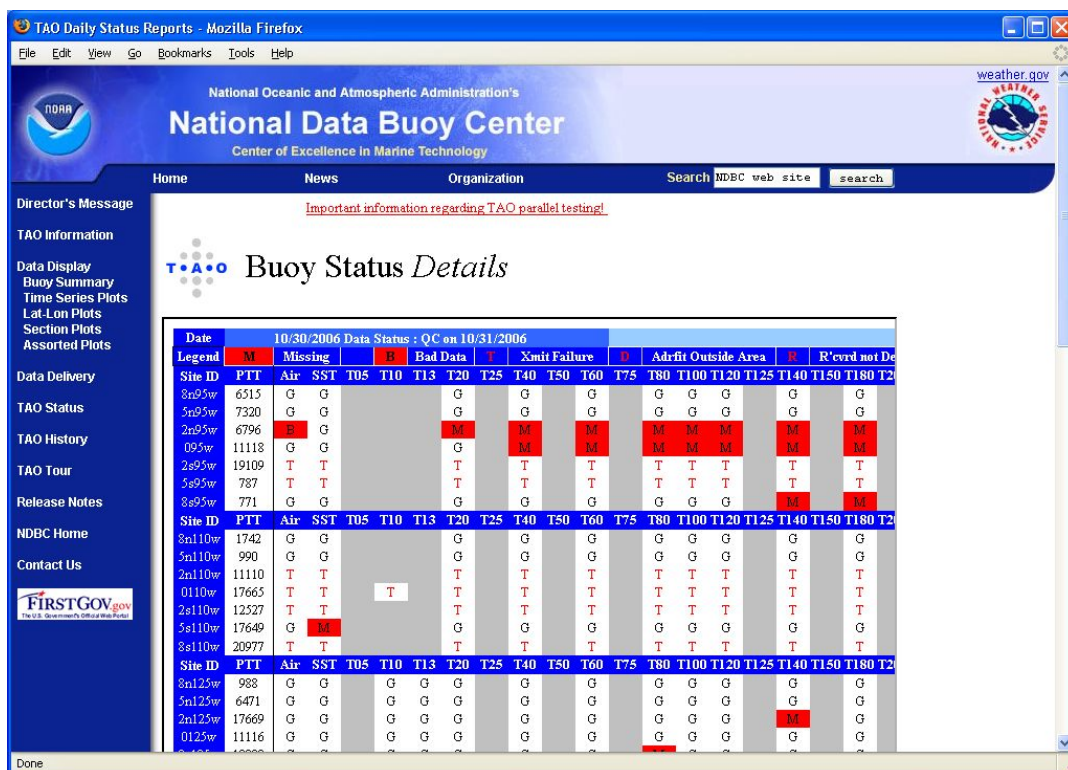 TAO Daily Status Reports - Mozilla Firefox
File Edit View Go Bookmarks Tools Help
weather.gov
National Oceanic and Atmospheric Administration's
NOAA
National Data Buoy Center
Center of Excellence in Marine Technology
WEATHER SERVICE
Home News Organization Search NDBC web site search
Director's Message
TAO Information
Data Display
Buoy Summary
Time Series Plots
Lat-Lon Plots
Section Plots
Assorted Plots
Data Delivery
TAO Status
TAO History
TAO Tour
Release Notes
NDBC Home
Contact Us
FIRSTGOV.gov
The U.S. Government's Official Web Portal
Important information regarding TAO parallel testing!
T•A•O Buoy Status Details
Date 10/30/2006 Data Status : QC on 10/31/2006
Legend M Missing B Bad Data T Xmit Failure D Adrfit Outside Area R R'cvrd not De
Site ID PTT Air SST T05 T10 T13 T20 T25 T40 T50 T60 T75 T80 T100 T120 T125 T140 T150 T180 T2
8n95w 6515 G G G G G G G G G G
5n95w 7320 G G G G G G G G G G
2n95w 6796 B G M M M M M M M M
095w 11118 G G G M M M M M M M
2s95w 19109 T T T T T T T T T T
5s95w 787 T T T T T T T T T T
8s95w 771 G G G G G G G G M M
Site ID PTT Air SST T05 T10 T13 T20 T25 T40 T50 T60 T75 T80 T100 T120 T125 T140 T150 T180 T2
8n110w 1742 G G G G G G G G G G
5n110w 990 G G G G G G G G G G
2n110w 11110 T T T T T T T T T T
0110w 17665 T T T T T T T T T T T
2s110w 12527 T T T T T T T T T T
5s110w 17649 G M G G G G G G G G
8s110w 20977 T T T T T T T T T T
Site ID PTT Air SST T05 T10 T13 T20 T25 T40 T50 T60 T75 T80 T100 T120 T125 T140 T150 T180 T2
8n125w 988 G G G G G G G G G G G G
5n125w 6471 G G G G G G G G G G G G
2n125w 17669 G G G G G G G G G G M G
0125w 11116 G G G G G G G G G G G G
Done